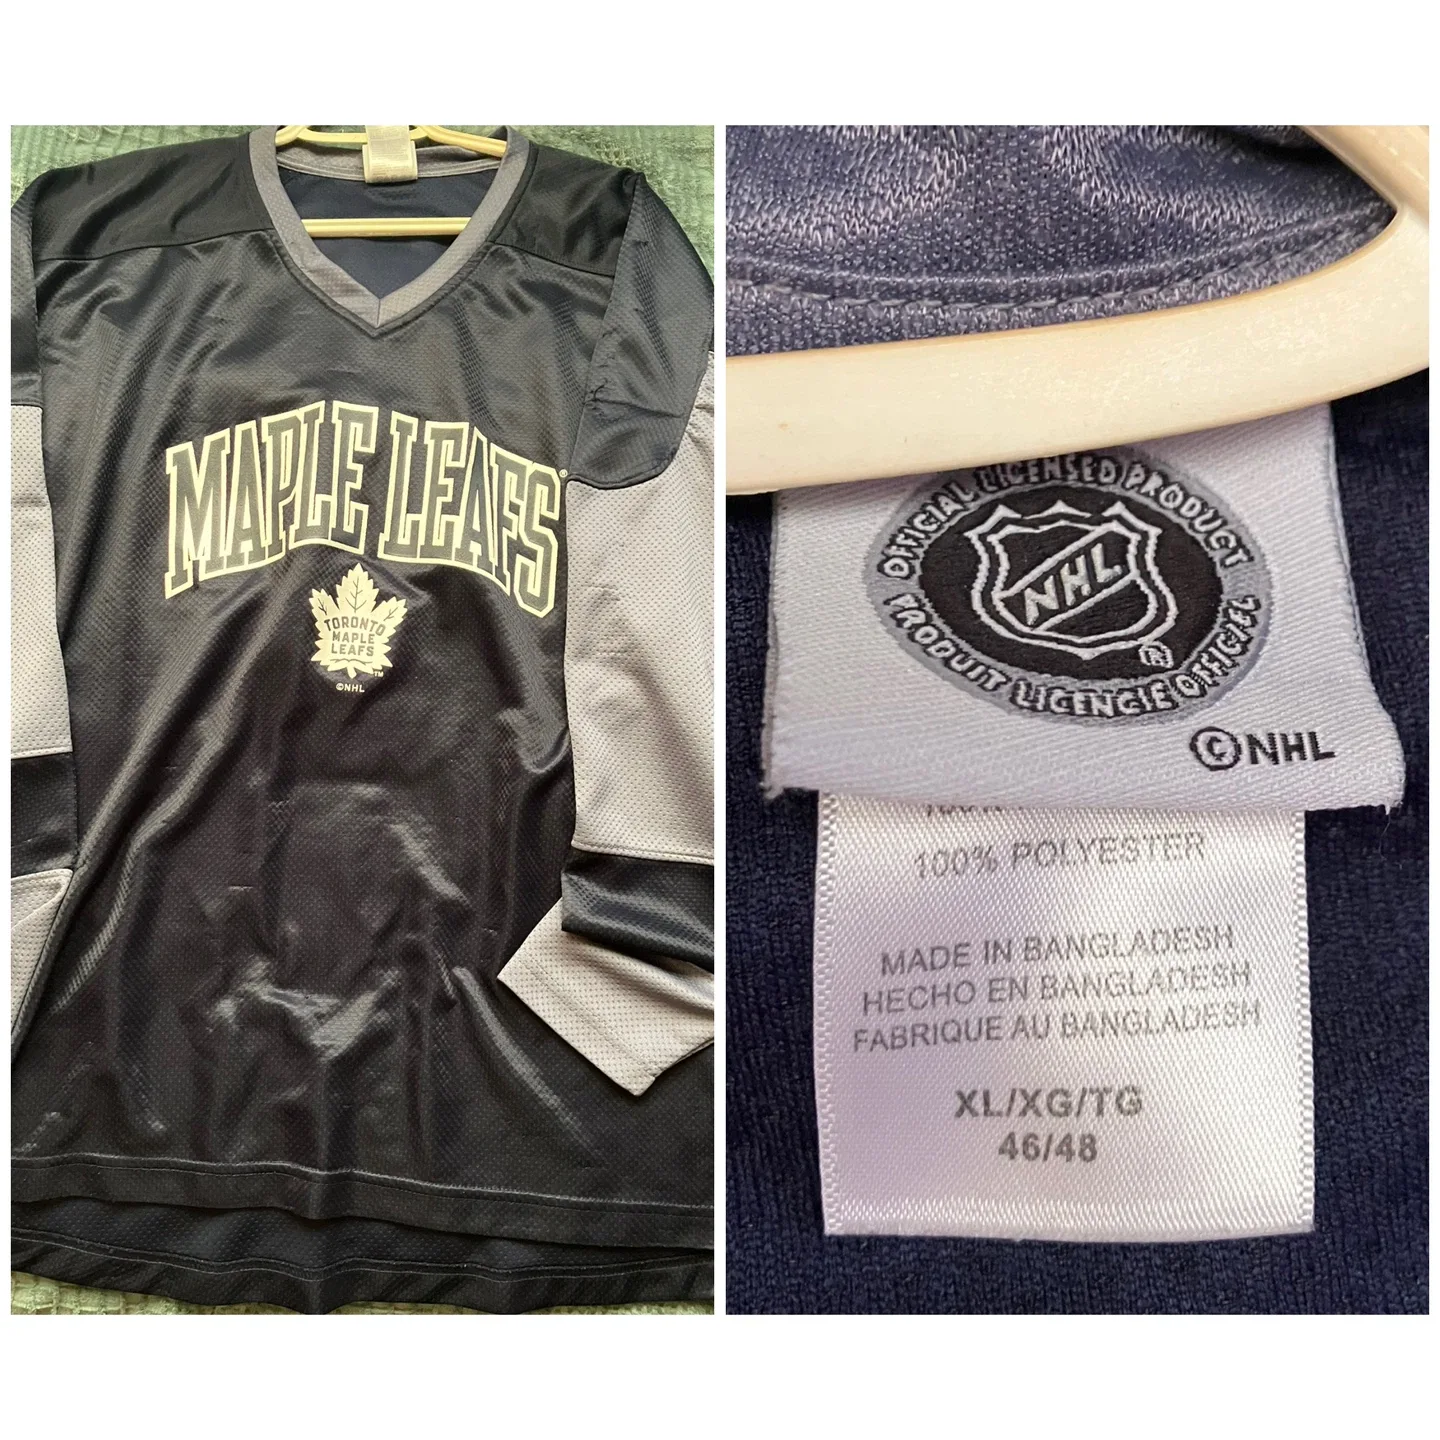 MAPLE LEAFS®
TORONTO
MAPLE
LEAFS
TM
©NHL
OFFICIAL LICENSED PRODUCT
NHL
®
PRODUIT LICENCIE OFFICIEL
©NHL
100% POLYESTER
MADE IN BANGLADESH
HECHO EN BANGLADESH
FABRIQUE AU BANGLADESH
XL/XG/TG
46/48